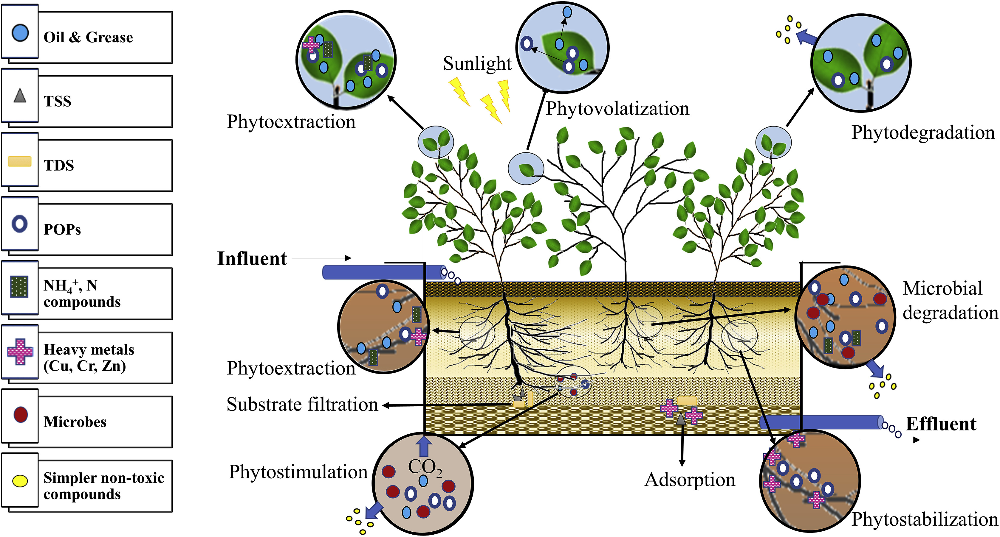 Oil & Grease
TSS
TDS
POPs
NH₄⁺, N
compounds
Heavy metals
(Cu, Cr, Zn)
Microbes
Simpler non-toxic
compounds
Sunlight
Phytoextraction
Phytovolatization
Phytodegradation
Influent
Microbial
degradation
Phytoextraction
Substrate filtration
Effluent
CO₂
Phytostimulation
Adsorption
Phytostabilization